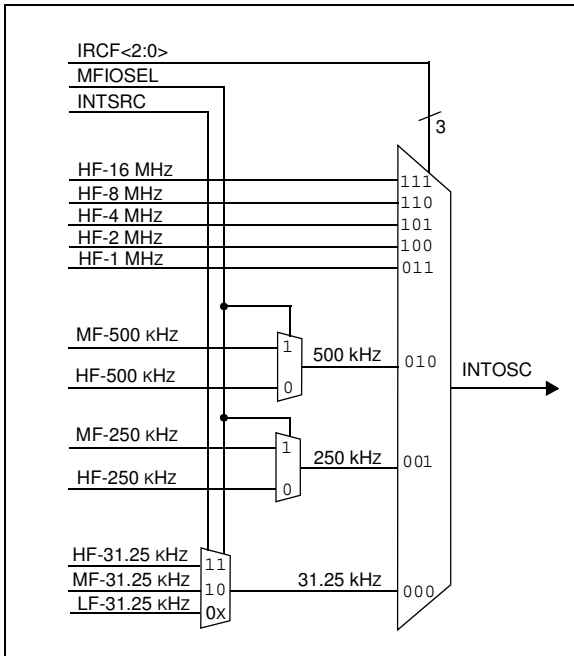 IRCF<2:0>
MFIOSEL
INTSRC
3
HF-16 MHz
111
HF-8 MHz
110
HF-4 MHz
101
HF-2 MHz
100
HF-1 MHz
011
MF-500 KHz
1
500 kHz
010
HF-500 KHz
0
INTOSC
MF-250 KHz
1
250 kHz
001
HF-250 KHz
0
HF-31.25 KHz
11
MF-31.25 KHz
10
31.25 kHz
000
LF-31.25 KHz
0X